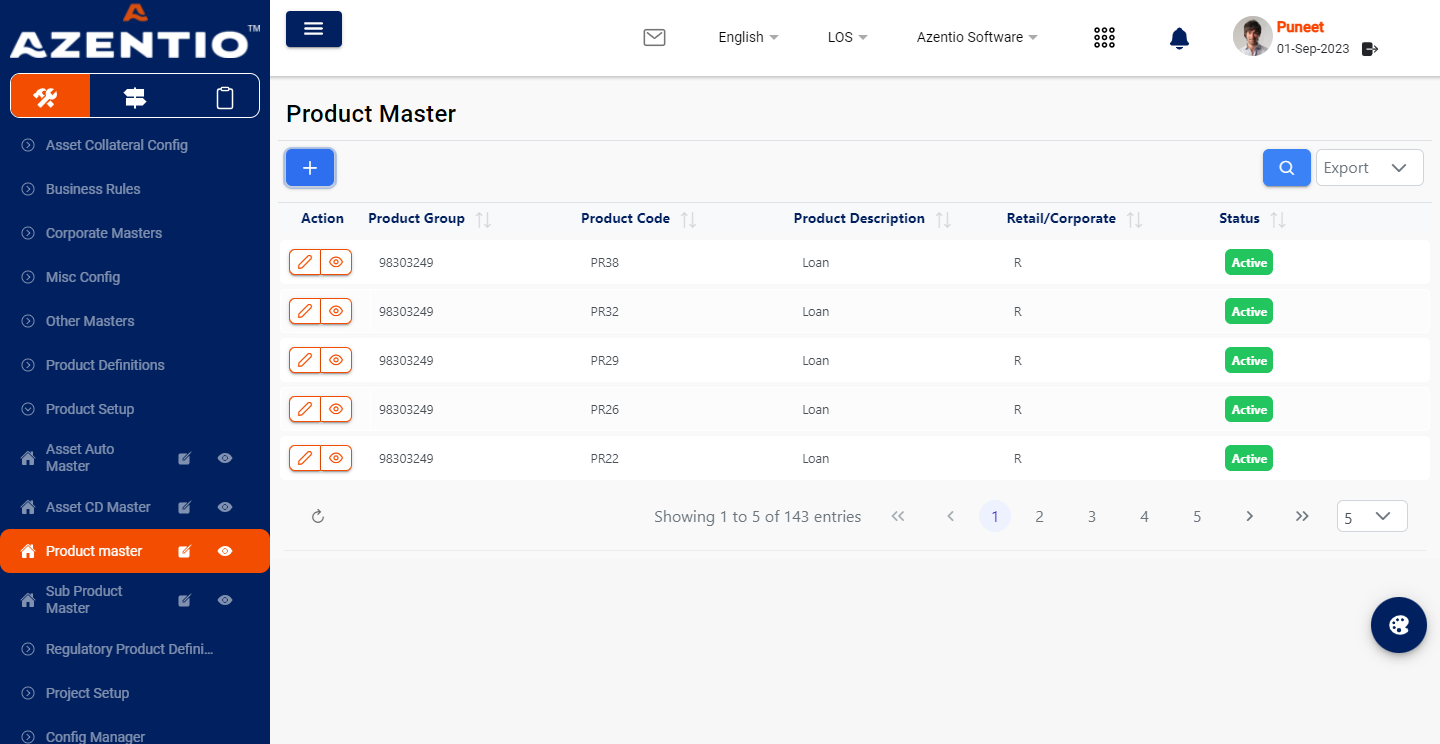 AZENTIO™
English
LOS
Azentio Software
Puneet
01-Sep-2023
Asset Collateral Config
Business Rules
Corporate Masters
Misc Config
Other Masters
Product Definitions
Product Setup
Asset Auto
Master
Asset CD Master
Product master
Sub Product
Master
Regulatory Product Defini...
Project Setup
Config Manager
Product Master
Export
Action Product Group Product Code Product Description Retail/Corporate Status
98303249 PR38 Loan R Active
98303249 PR32 Loan R Active
98303249 PR29 Loan R Active
98303249 PR26 Loan R Active
98303249 PR22 Loan R Active
Showing 1 to 5 of 143 entries 1 2 3 4 5 5